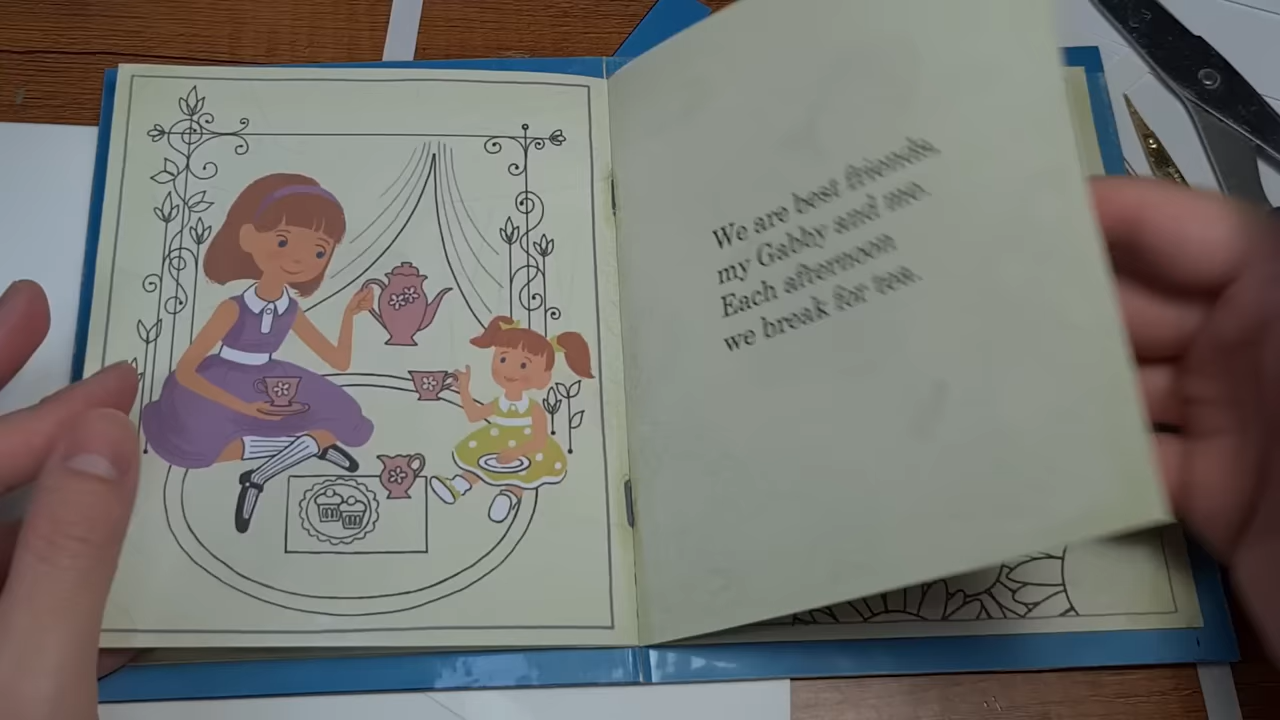 We are best friends,
my Gabby and me.
Each afternoon
we break for tea.